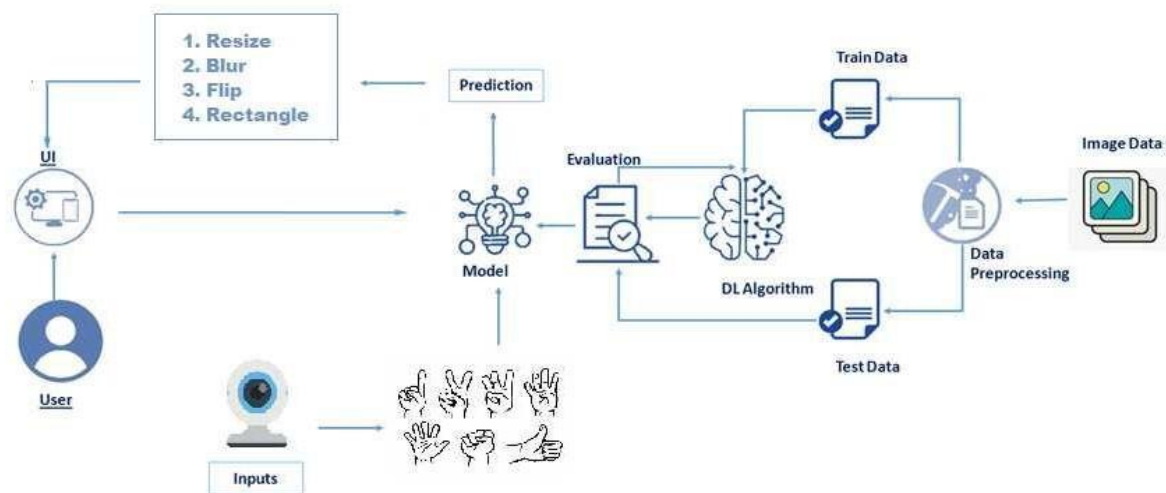 1. Resize
2. Blur
3. Flip
4. Rectangle
Prediction
Train Data
Image Data
UI
Evaluation
Model
DL Algorithm
Data
Preprocessing
User
Test Data
Inputs